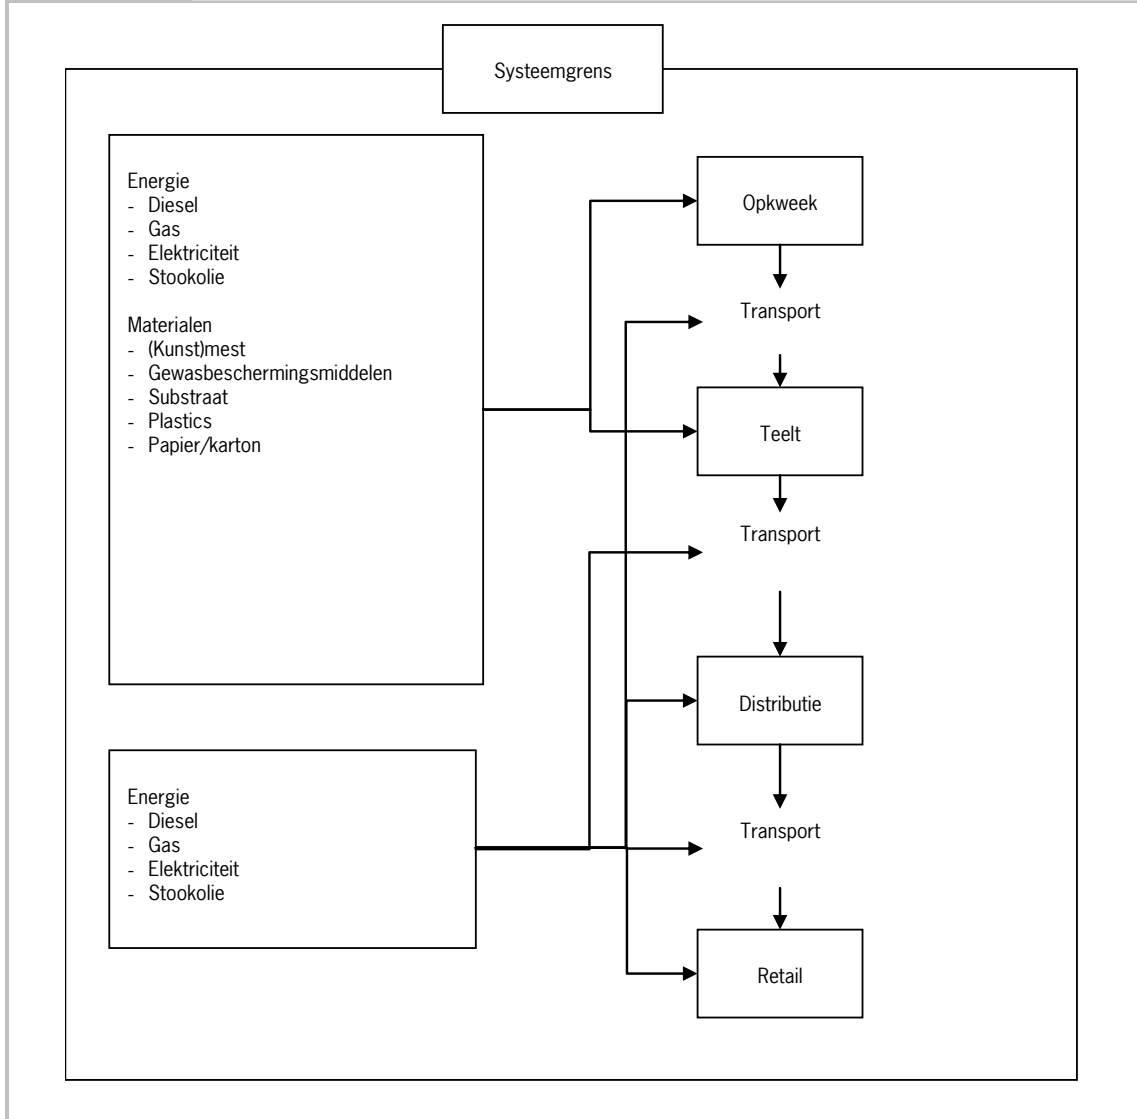 Systeemgrens
Energie
- Diesel
- Gas
- Elektriciteit
- Stookolie
Materialen
- (Kunst)mest
- Gewasbeschermingsmiddelen
- Substraat
- Plastics
- Papier/karton
Opkweek
Transport
Teelt
Transport
Distributie
Transport
Retail
Energie
- Diesel
- Gas
- Elektriciteit
- Stookolie